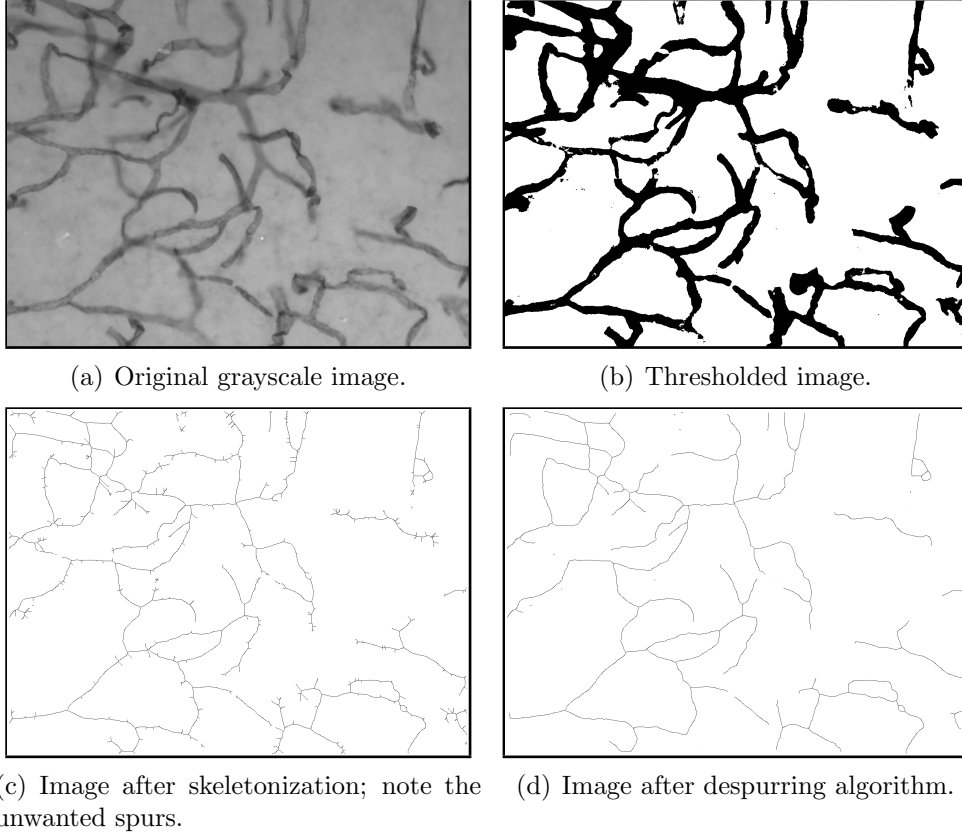 (a) Original grayscale image.
(b) Thresholded image.
(c) Image after skeletonization; note the
unwanted spurs.
(d) Image after despurring algorithm.